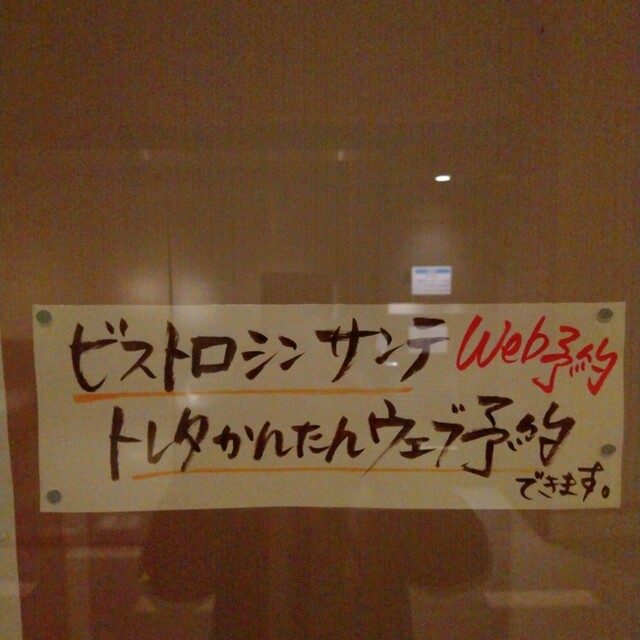 ビストロシンサンテ Web予約
トレタかんたんウェブ予約
できます。